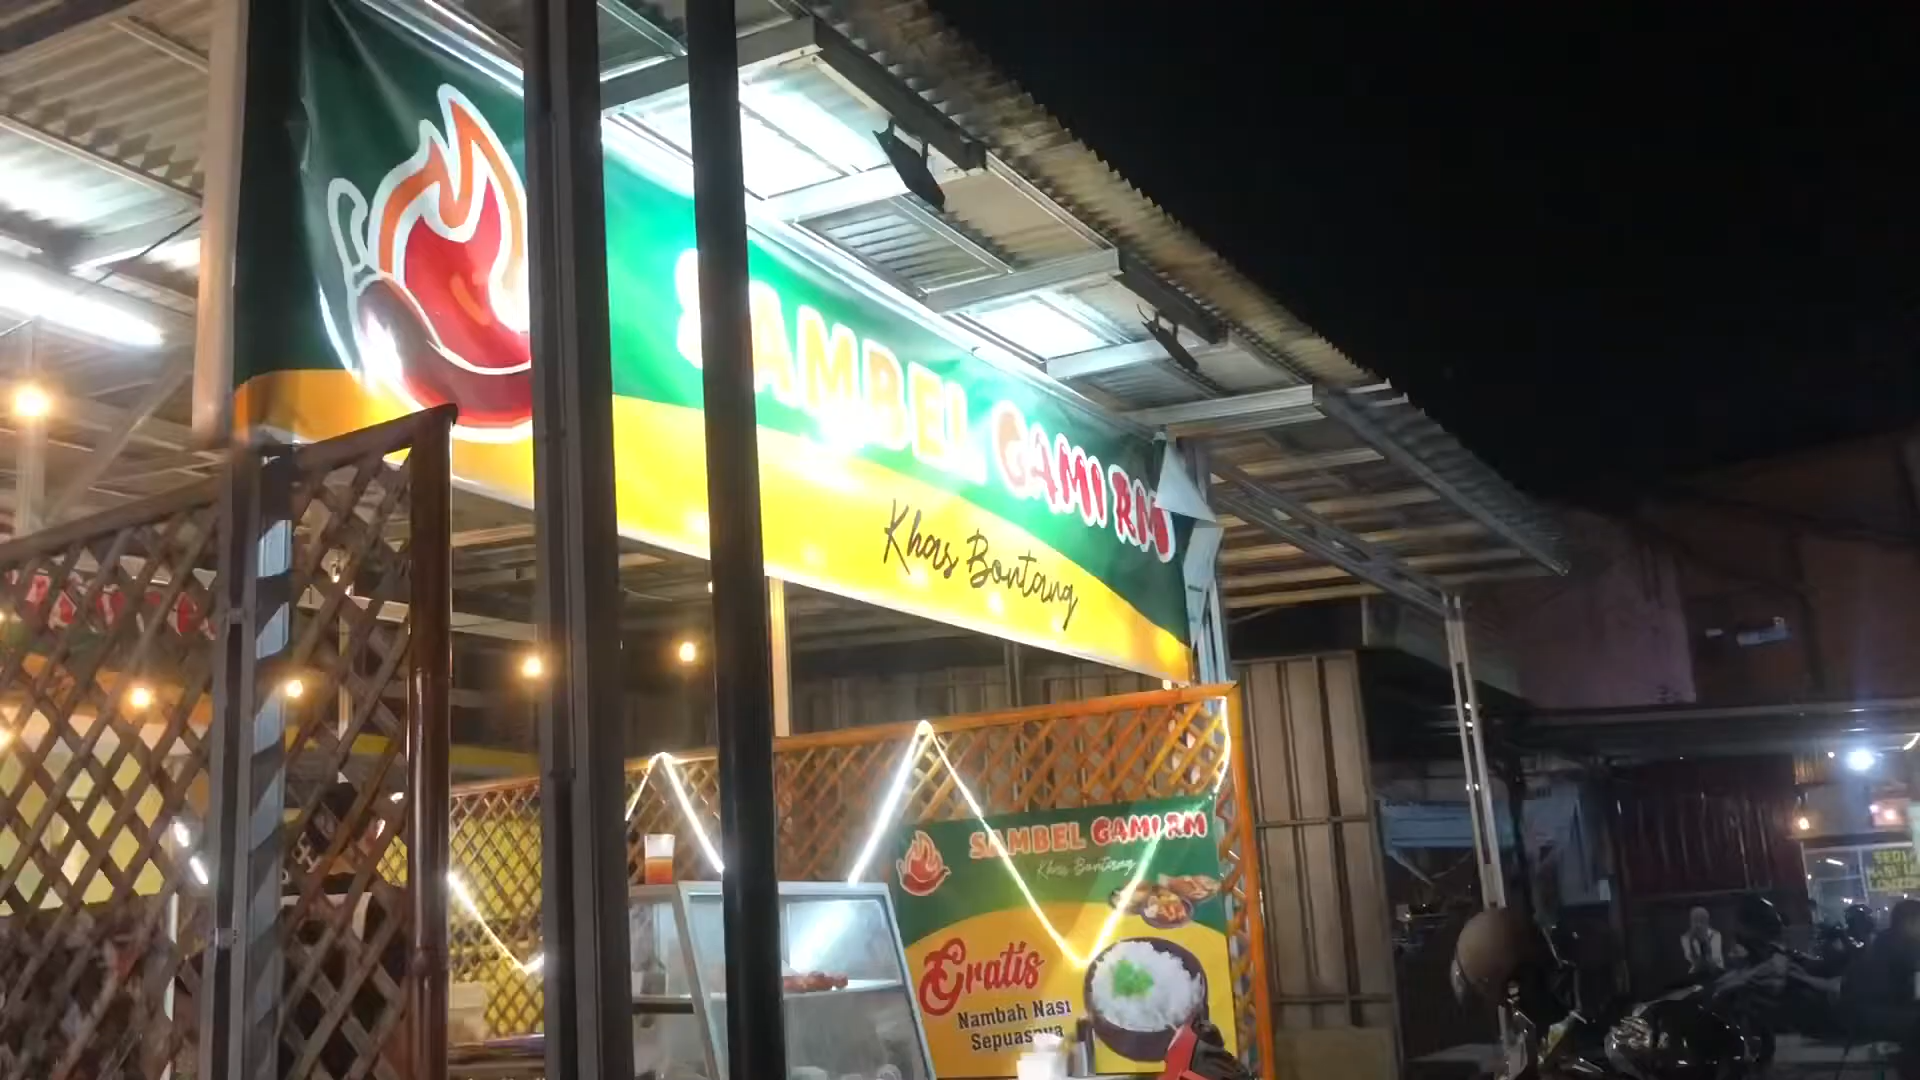 SAMBEL GAMI RM
Khas Bontang
SAMBEL GAMI RM
Khas Bontang
Gratis
Nambah Nasi
Sepuasnya